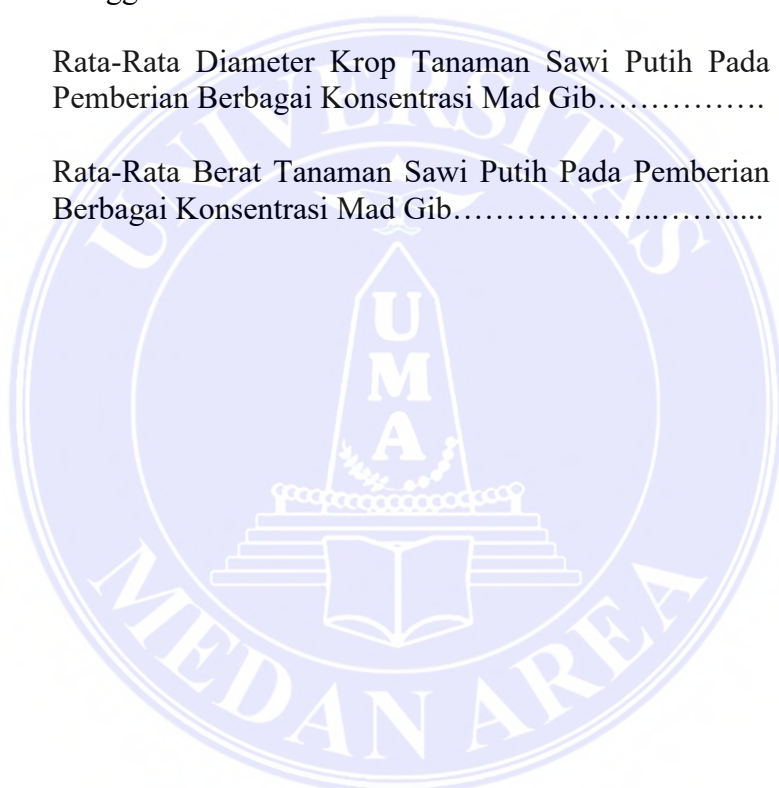 Rata-Rata Diameter Krop Tanaman Sawi Putih Pada
Pemberian Berbagai Konsentrasi Mad Gib…………….
Rata-Rata Berat Tanaman Sawi Putih Pada Pemberian
Berbagai Konsentrasi Mad Gib………………..…….....
UNIVERSITAS
UMA
MEDAN AREA